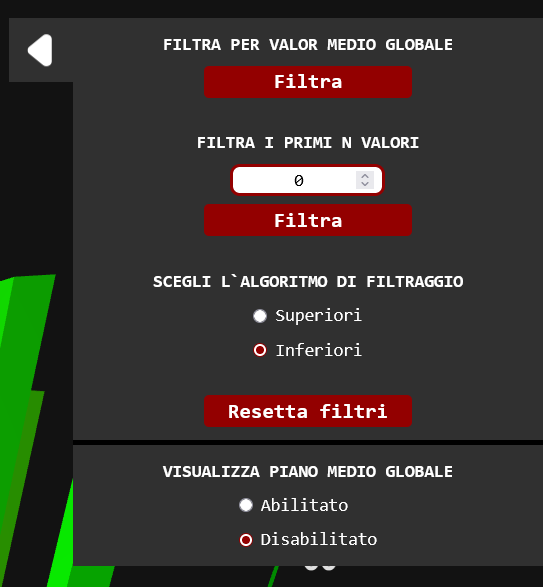 FILTRA PER VALOR MEDIO GLOBALE
Filtra
FILTRA I PRIMI N VALORI
0
Filtra
SCEGLI L`ALGORITMO DI FILTRAGGIO
Superiori
Inferiori
Resetta filtri
VISUALIZZA PIANO MEDIO GLOBALE
Abilitato
Disabilitato